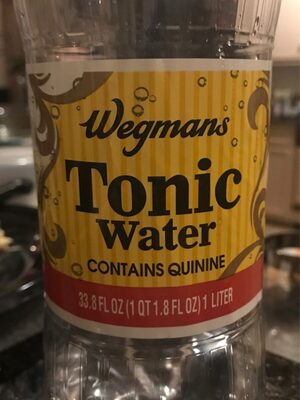 Wegmans
Tonic
Water
CONTAINS QUININE
33.8 FL OZ (1 QT 1.8 FL OZ) 1 LITER